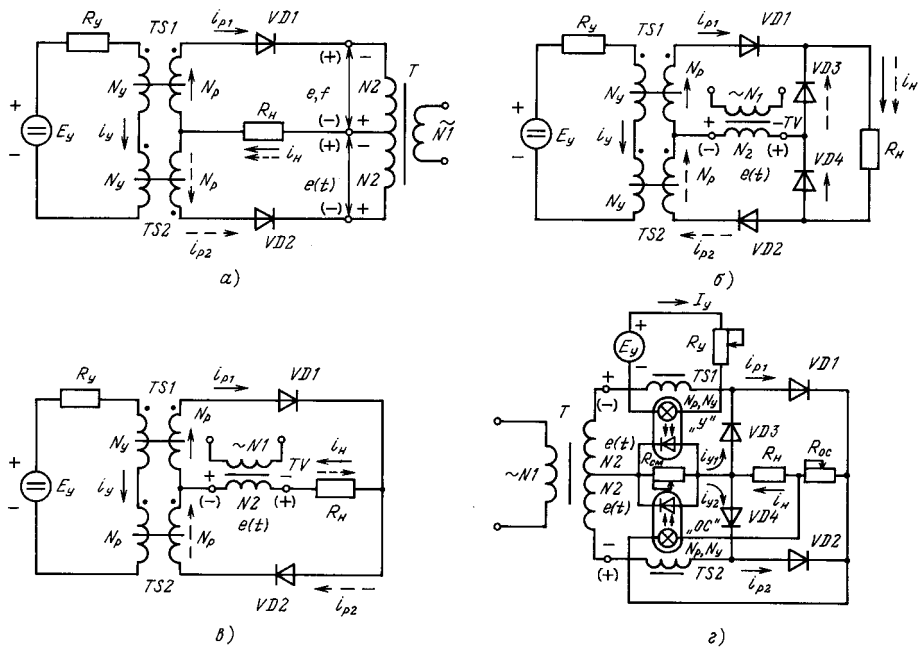 Rу TS1 iр1 VD1
+ Eу − Nу Nр iу Nу Nр TS2
Rн iн
(+) − e,f N2 T
(−) + ~N1
(+) − e(t) N2
(−) +
iр2 VD2
а)
Rу TS1 iр1 VD1
+ Eу − Nу Nр iу Nу Nр TS2
~N1 VD3 iн
+ −TV
(−) N2 (+) e(t)
VD4 Rн
iр2 VD2
б)
Rу TS1 iр1 VD1
+ Eу − Nу Nр iу Nу Nр TS2
~N1 iн
+ TV −
(−) N2 (+) Rн
e(t)
VD2 iр2
в)
Iу
+ Eу − Rу
TS1 iр1 VD1
+ (−) Nр, Nу
T „У" VD3
e(t) N2 Rсм iу1 Rн Rос
~N1 N2 e(t) iу2 iн
VD4 „ОС"
− (+) Nр, Nу VD2
TS2 iр2
г)